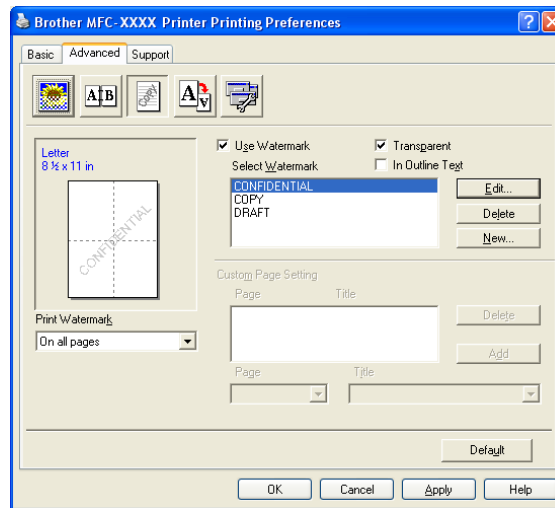 Brother MFC-XXXX Printer Printing Preferences
Basic Advanced Support
A B Copy A V
Letter
8 ½ x 11 in
CONFIDENTIAL
Print Watermark
On all pages
Use Watermark Transparent
Select Watermark In Outline Text
CONFIDENTIAL
COPY
DRAFT
Edit...
Delete
New...
Custom Page Setting
Page Title
Delete
Add
Page Title
Default
OK Cancel Apply Help